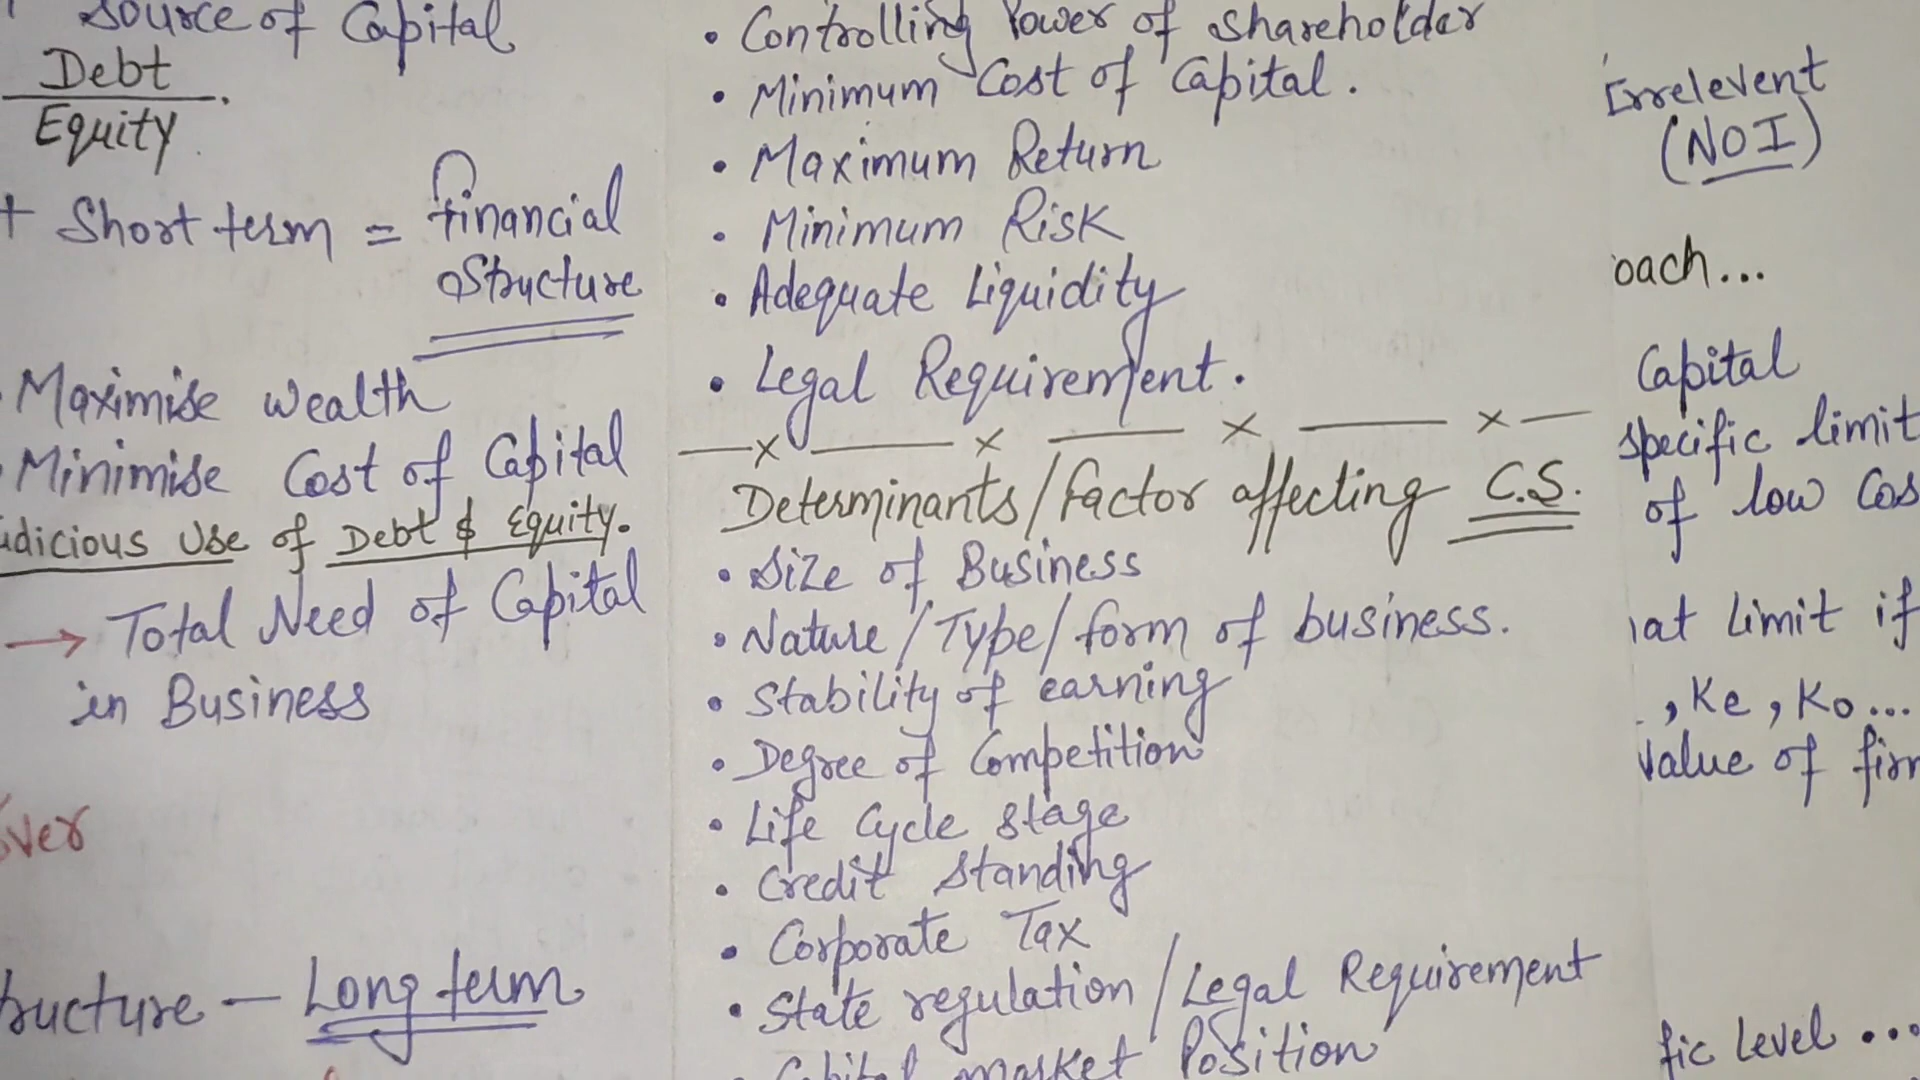 Source of Capital
Debt
Equity.
+ Short term = financial
Structure
Maximise wealth
Minimise Cost of Capital
udicious Use of Debt & Equity.
→ Total Need of Capital
in Business
ver
ructure — Long term
• Controlling Power of Shareholder
• Minimum Cost of Capital.
• Maximum Return
• Minimum Risk
• Adequate Liquidity
• Legal Requirement.
—x——x——x——x—
Determinants/factor affecting C.S.
• Size of Business
• Nature/Type/form of business.
• Stability of earning
• Degree of Competition
• Life Cycle stage
• Credit Standing
• Corporate Tax
• State regulation/Legal Requirement
• Capital market Position
Irrelevent
(NOI)
oach...
Capital
specific limit
of low Cos
at limit if
, Ke, Ko...
Value of firm
fic level ...